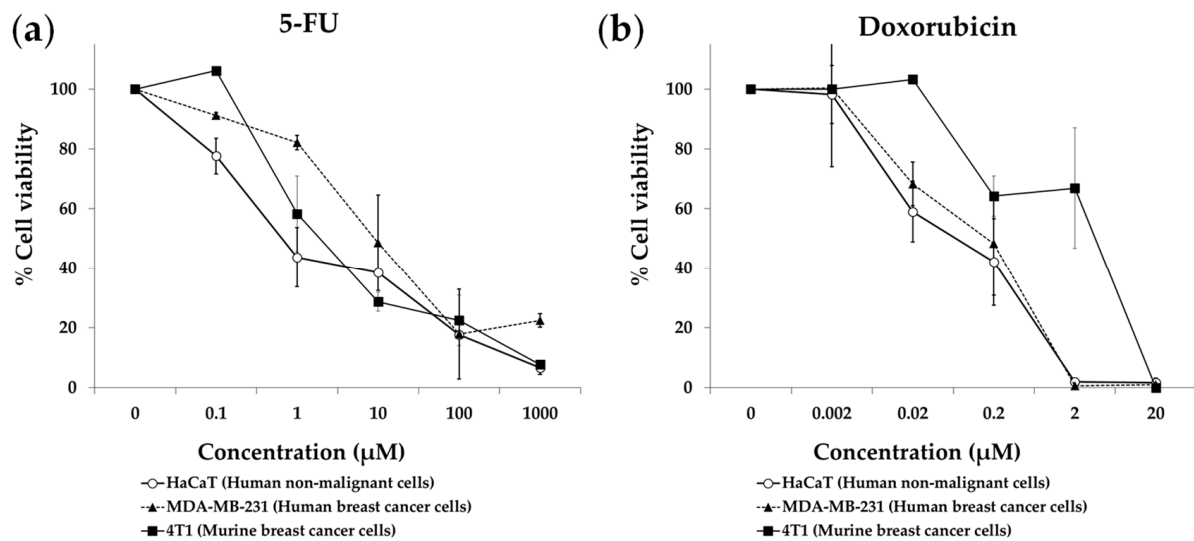 (a)
5-FU
% Cell viability
100
80
60
40
20
0
0 0.1 1 10 100 1000
Concentration (µM)
HaCaT (Human non-malignant cells)
MDA-MB-231 (Human breast cancer cells)
4T1 (Murine breast cancer cells)
(b)
Doxorubicin
% Cell viability
100
80
60
40
20
0
0 0.002 0.02 0.2 2 20
Concentration (µM)
HaCaT (Human non-malignant cells)
MDA-MB-231 (Human breast cancer cells)
4T1 (Murine breast cancer cells)